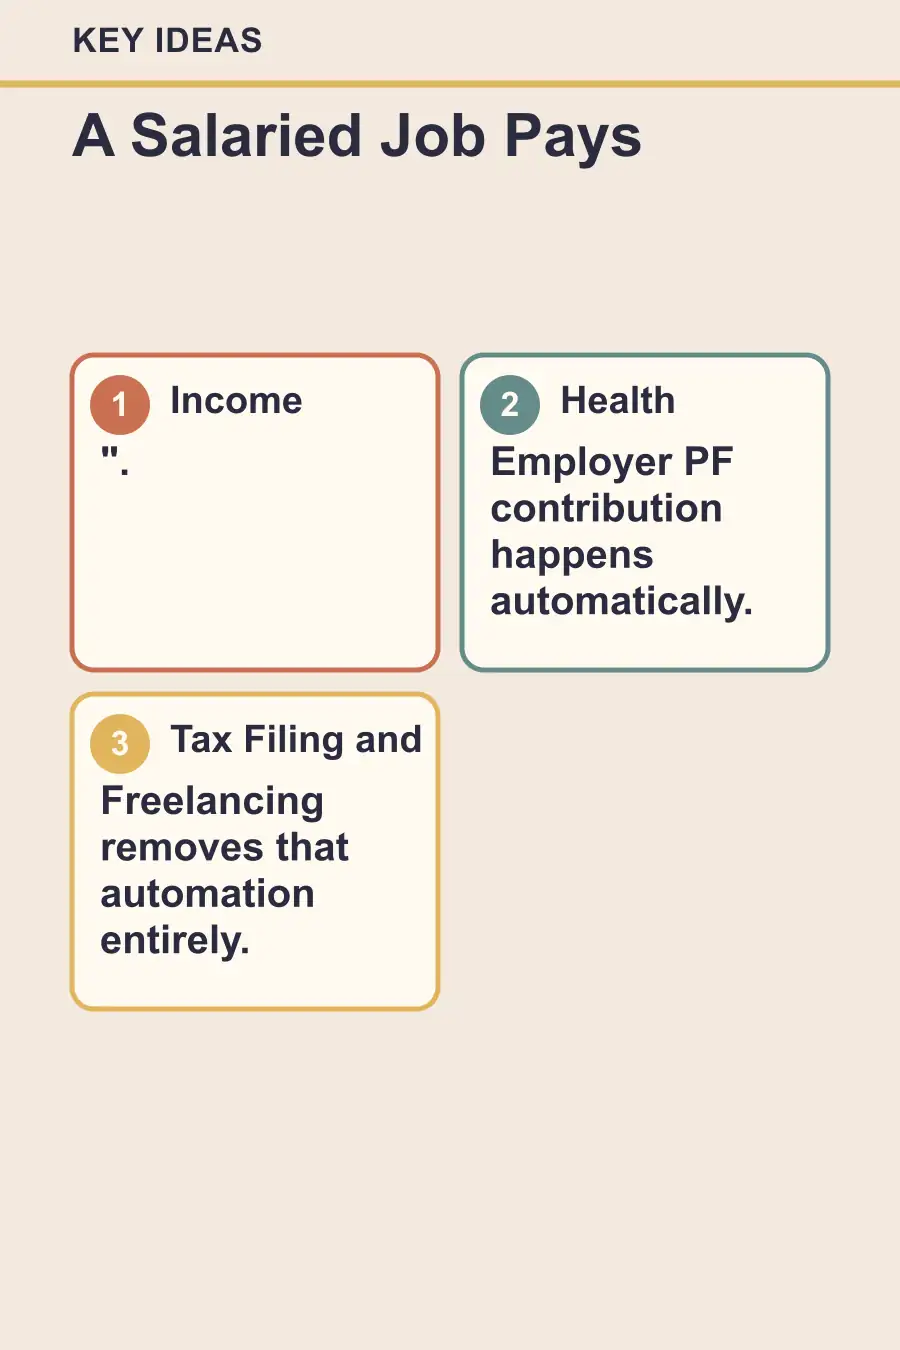 KEY IDEAS
A Salaried Job Pays
1 Income
".
2 Health
Employer PF
contribution
happens
automatically.
3 Tax Filing and
Freelancing
removes that
automation
entirely.